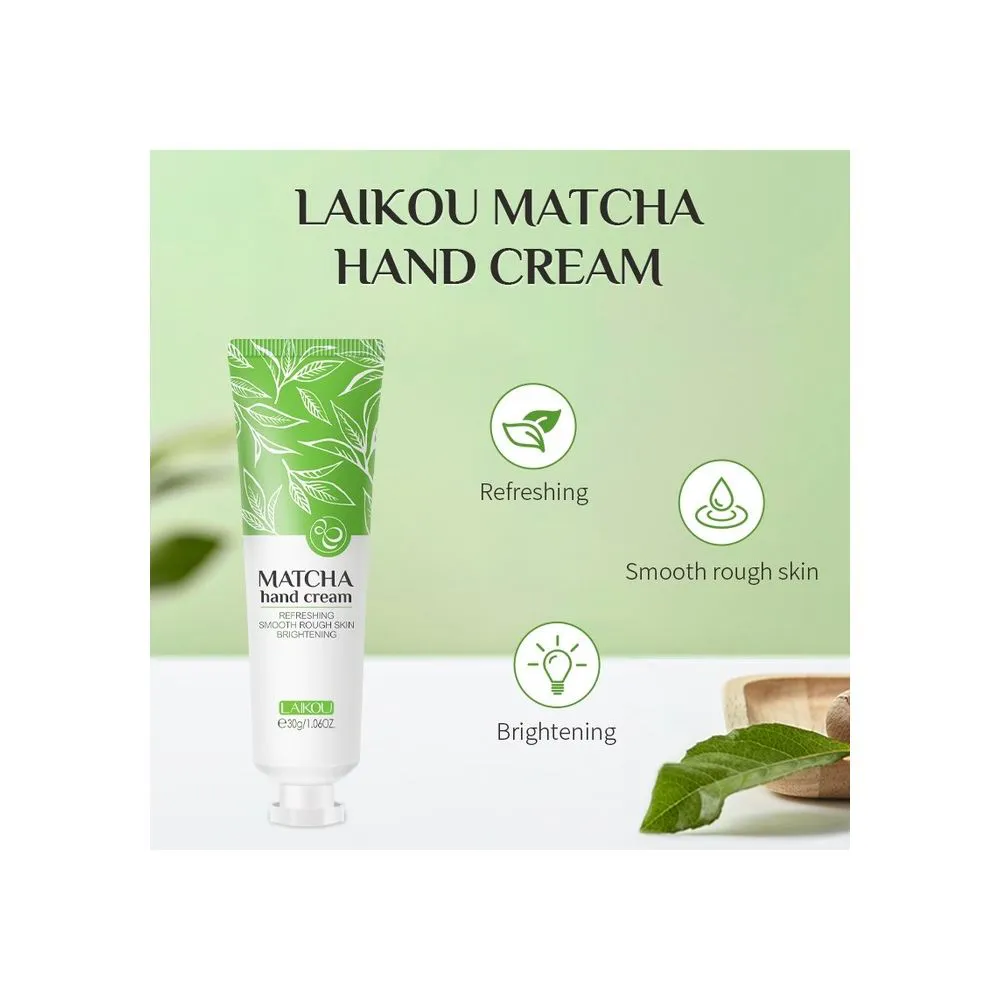 LAIKOU MATCHA
HAND CREAM
Refreshing
Smooth rough skin
Brightening
MATCHA
hand cream
REFRESHING
SMOOTH ROUGH SKIN
BRIGHTENING
LAIKOU
℮30g/1.06OZ.